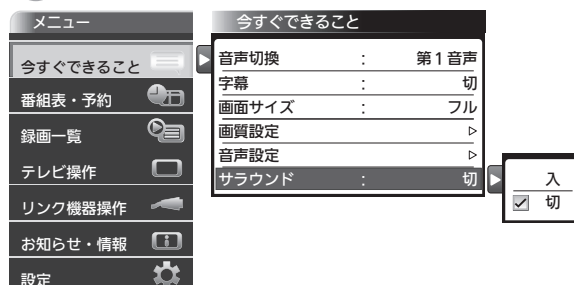 メニュー
今すぐできること
番組表・予約
録画一覧
テレビ操作
リンク機器操作
お知らせ・情報
設定
今すぐできること
音声切換 : 第1音声
字幕 : 切
画面サイズ : フル
画質設定
音声設定
サラウンド : 切
入
切